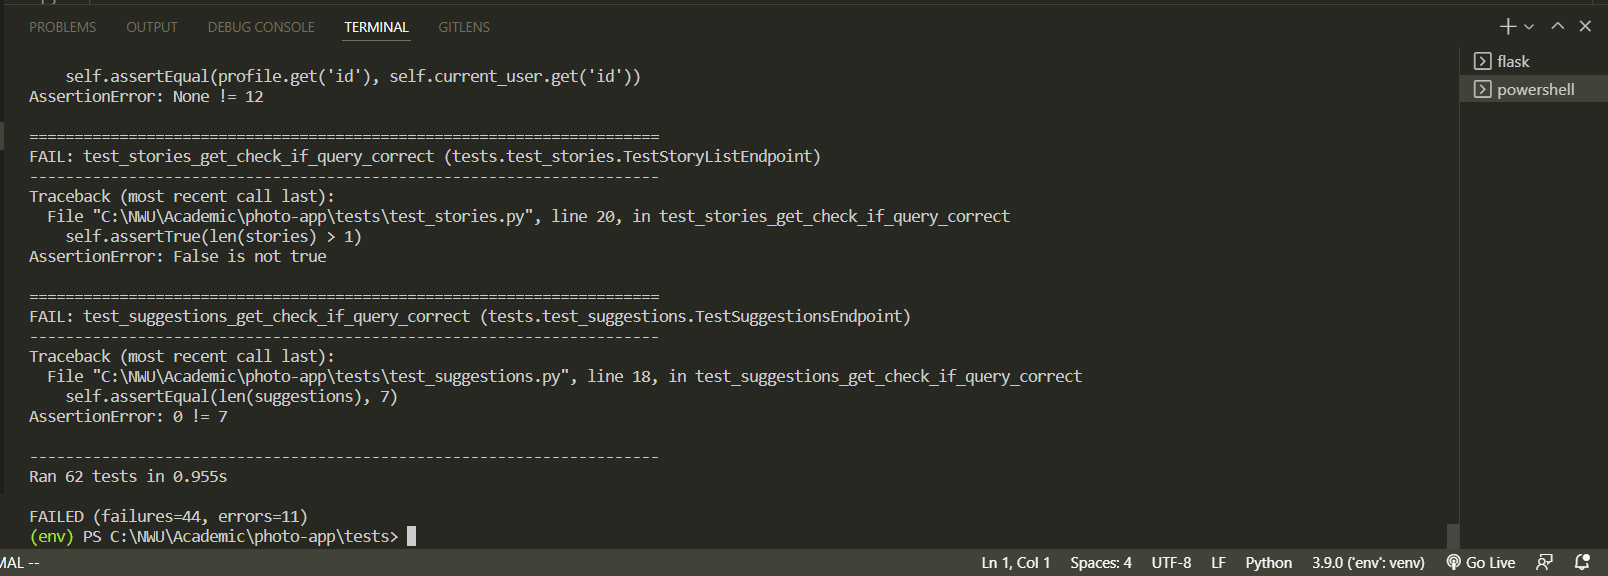 PROBLEMS OUTPUT DEBUG CONSOLE TERMINAL GITLENS
flask
powershell
self.assertEqual(profile.get('id'), self.current_user.get('id'))
AssertionError: None != 12
======================================================================
FAIL: test_stories_get_check_if_query_correct (tests.test_stories.TestStoryListEndpoint)
----------------------------------------------------------------------
Traceback (most recent call last):
File "C:\NWU\Academic\photo-app\tests\test_stories.py", line 20, in test_stories_get_check_if_query_correct
self.assertTrue(len(stories) > 1)
AssertionError: False is not true
======================================================================
FAIL: test_suggestions_get_check_if_query_correct (tests.test_suggestions.TestSuggestionsEndpoint)
----------------------------------------------------------------------
Traceback (most recent call last):
File "C:\NWU\Academic\photo-app\tests\test_suggestions.py", line 18, in test_suggestions_get_check_if_query_correct
self.assertEqual(len(suggestions), 7)
AssertionError: 0 != 7
----------------------------------------------------------------------
Ran 62 tests in 0.955s
FAILED (failures=44, errors=11)
(env) PS C:\NWU\Academic\photo-app\tests>
MAL -- Ln 1, Col 1 Spaces: 4 UTF-8 LF Python 3.9.0 ('env': venv) Go Live